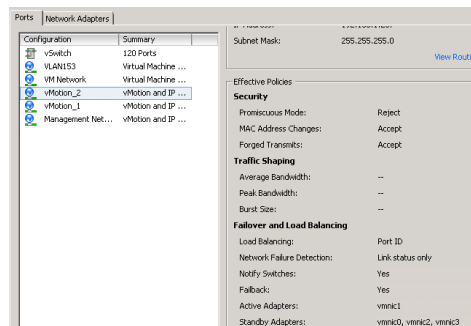 Ports
Network Adapters
Configuration Summary
vSwitch 120 Ports
VLAN153 Virtual Machine ...
VM Network Virtual Machine ...
vMotion_2 vMotion and IP ...
vMotion_1 vMotion and IP ...
Management Net... vMotion and IP ...
Subnet Mask: 255.255.255.0
View Routi
Effective Policies
Security
Promiscuous Mode: Reject
MAC Address Changes: Accept
Forged Transmits: Accept
Traffic Shaping
Average Bandwidth: --
Peak Bandwidth: --
Burst Size: --
Failover and Load Balancing
Load Balancing: Port ID
Network Failure Detection: Link status only
Notify Switches: Yes
Failback: Yes
Active Adapters: vmnic1
Standby Adapters: vmnic0, vmnic2, vmnic3